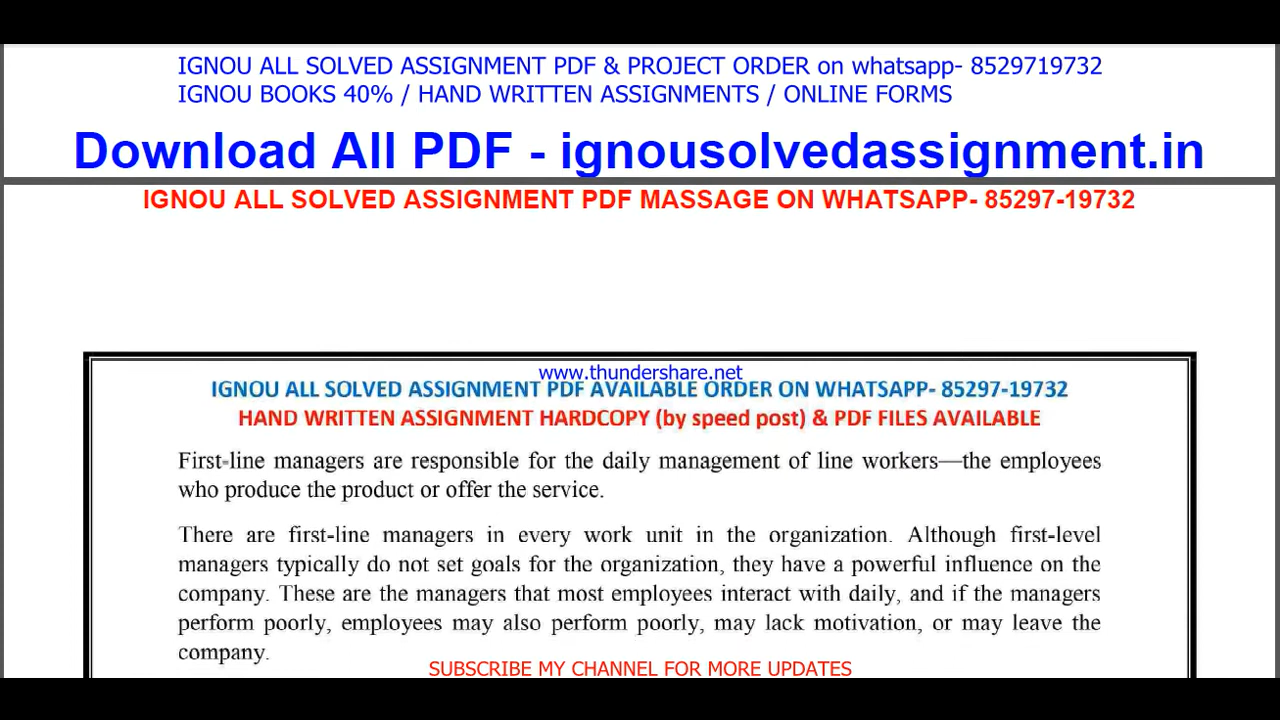 IGNOU ALL SOLVED ASSIGNMENT PDF & PROJECT ORDER on whatsapp- 8529719732
IGNOU BOOKS 40% / HAND WRITTEN ASSIGNMENTS / ONLINE FORMS
Download All PDF - ignousolvedassignment.in
IGNOU ALL SOLVED ASSIGNMENT PDF MASSAGE ON WHATSAPP- 85297-19732
www.thundershare.net
IGNOU ALL SOLVED ASSIGNMENT PDF AVAILABLE ORDER ON WHATSAPP- 85297-19732
HAND WRITTEN ASSIGNMENT HARDCOPY (by speed post) & PDF FILES AVAILABLE
First-line managers are responsible for the daily management of line workers—the employees
who produce the product or offer the service.
There are first-line managers in every work unit in the organization. Although first-level
managers typically do not set goals for the organization, they have a powerful influence on the
company. These are the managers that most employees interact with daily, and if the managers
perform poorly, employees may also perform poorly, may lack motivation, or may leave the
company.
SUBSCRIBE MY CHANNEL FOR MORE UPDATES